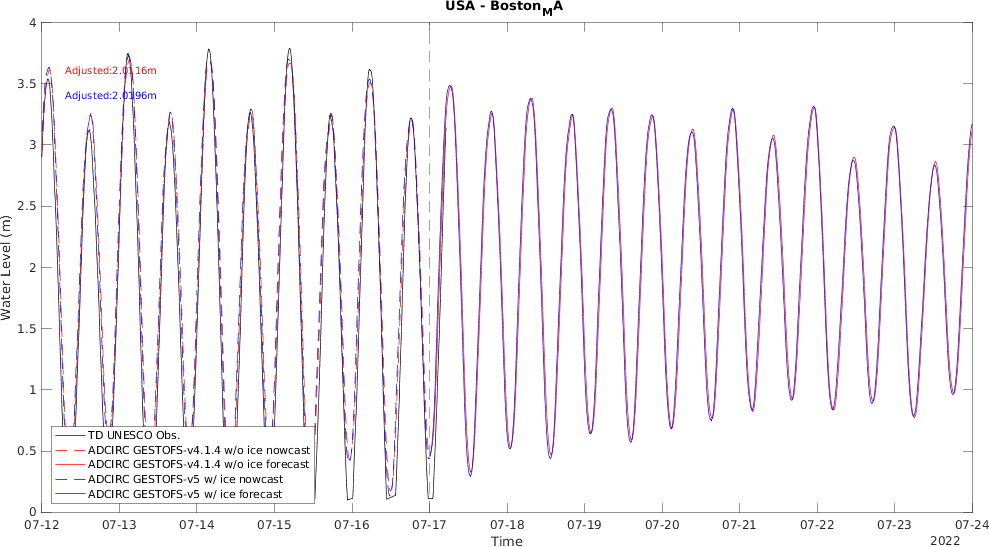 USA - Boston_MA
4
3.5
3
2.5
2
1.5
1
0.5
0
Water Level (m)
Adjusted:2.0116m
Adjusted:2.0196m
TD UNESCO Obs.
ADCIRC GESTOFS-v4.1.4 w/o ice nowcast
ADCIRC GESTOFS-v4.1.4 w/o ice forecast
ADCIRC GESTOFS-v5 w/ ice nowcast
ADCIRC GESTOFS-v5 w/ ice forecast
07-12 07-13 07-14 07-15 07-16 07-17 07-18 07-19 07-20 07-21 07-22 07-23 07-24
Time
2022